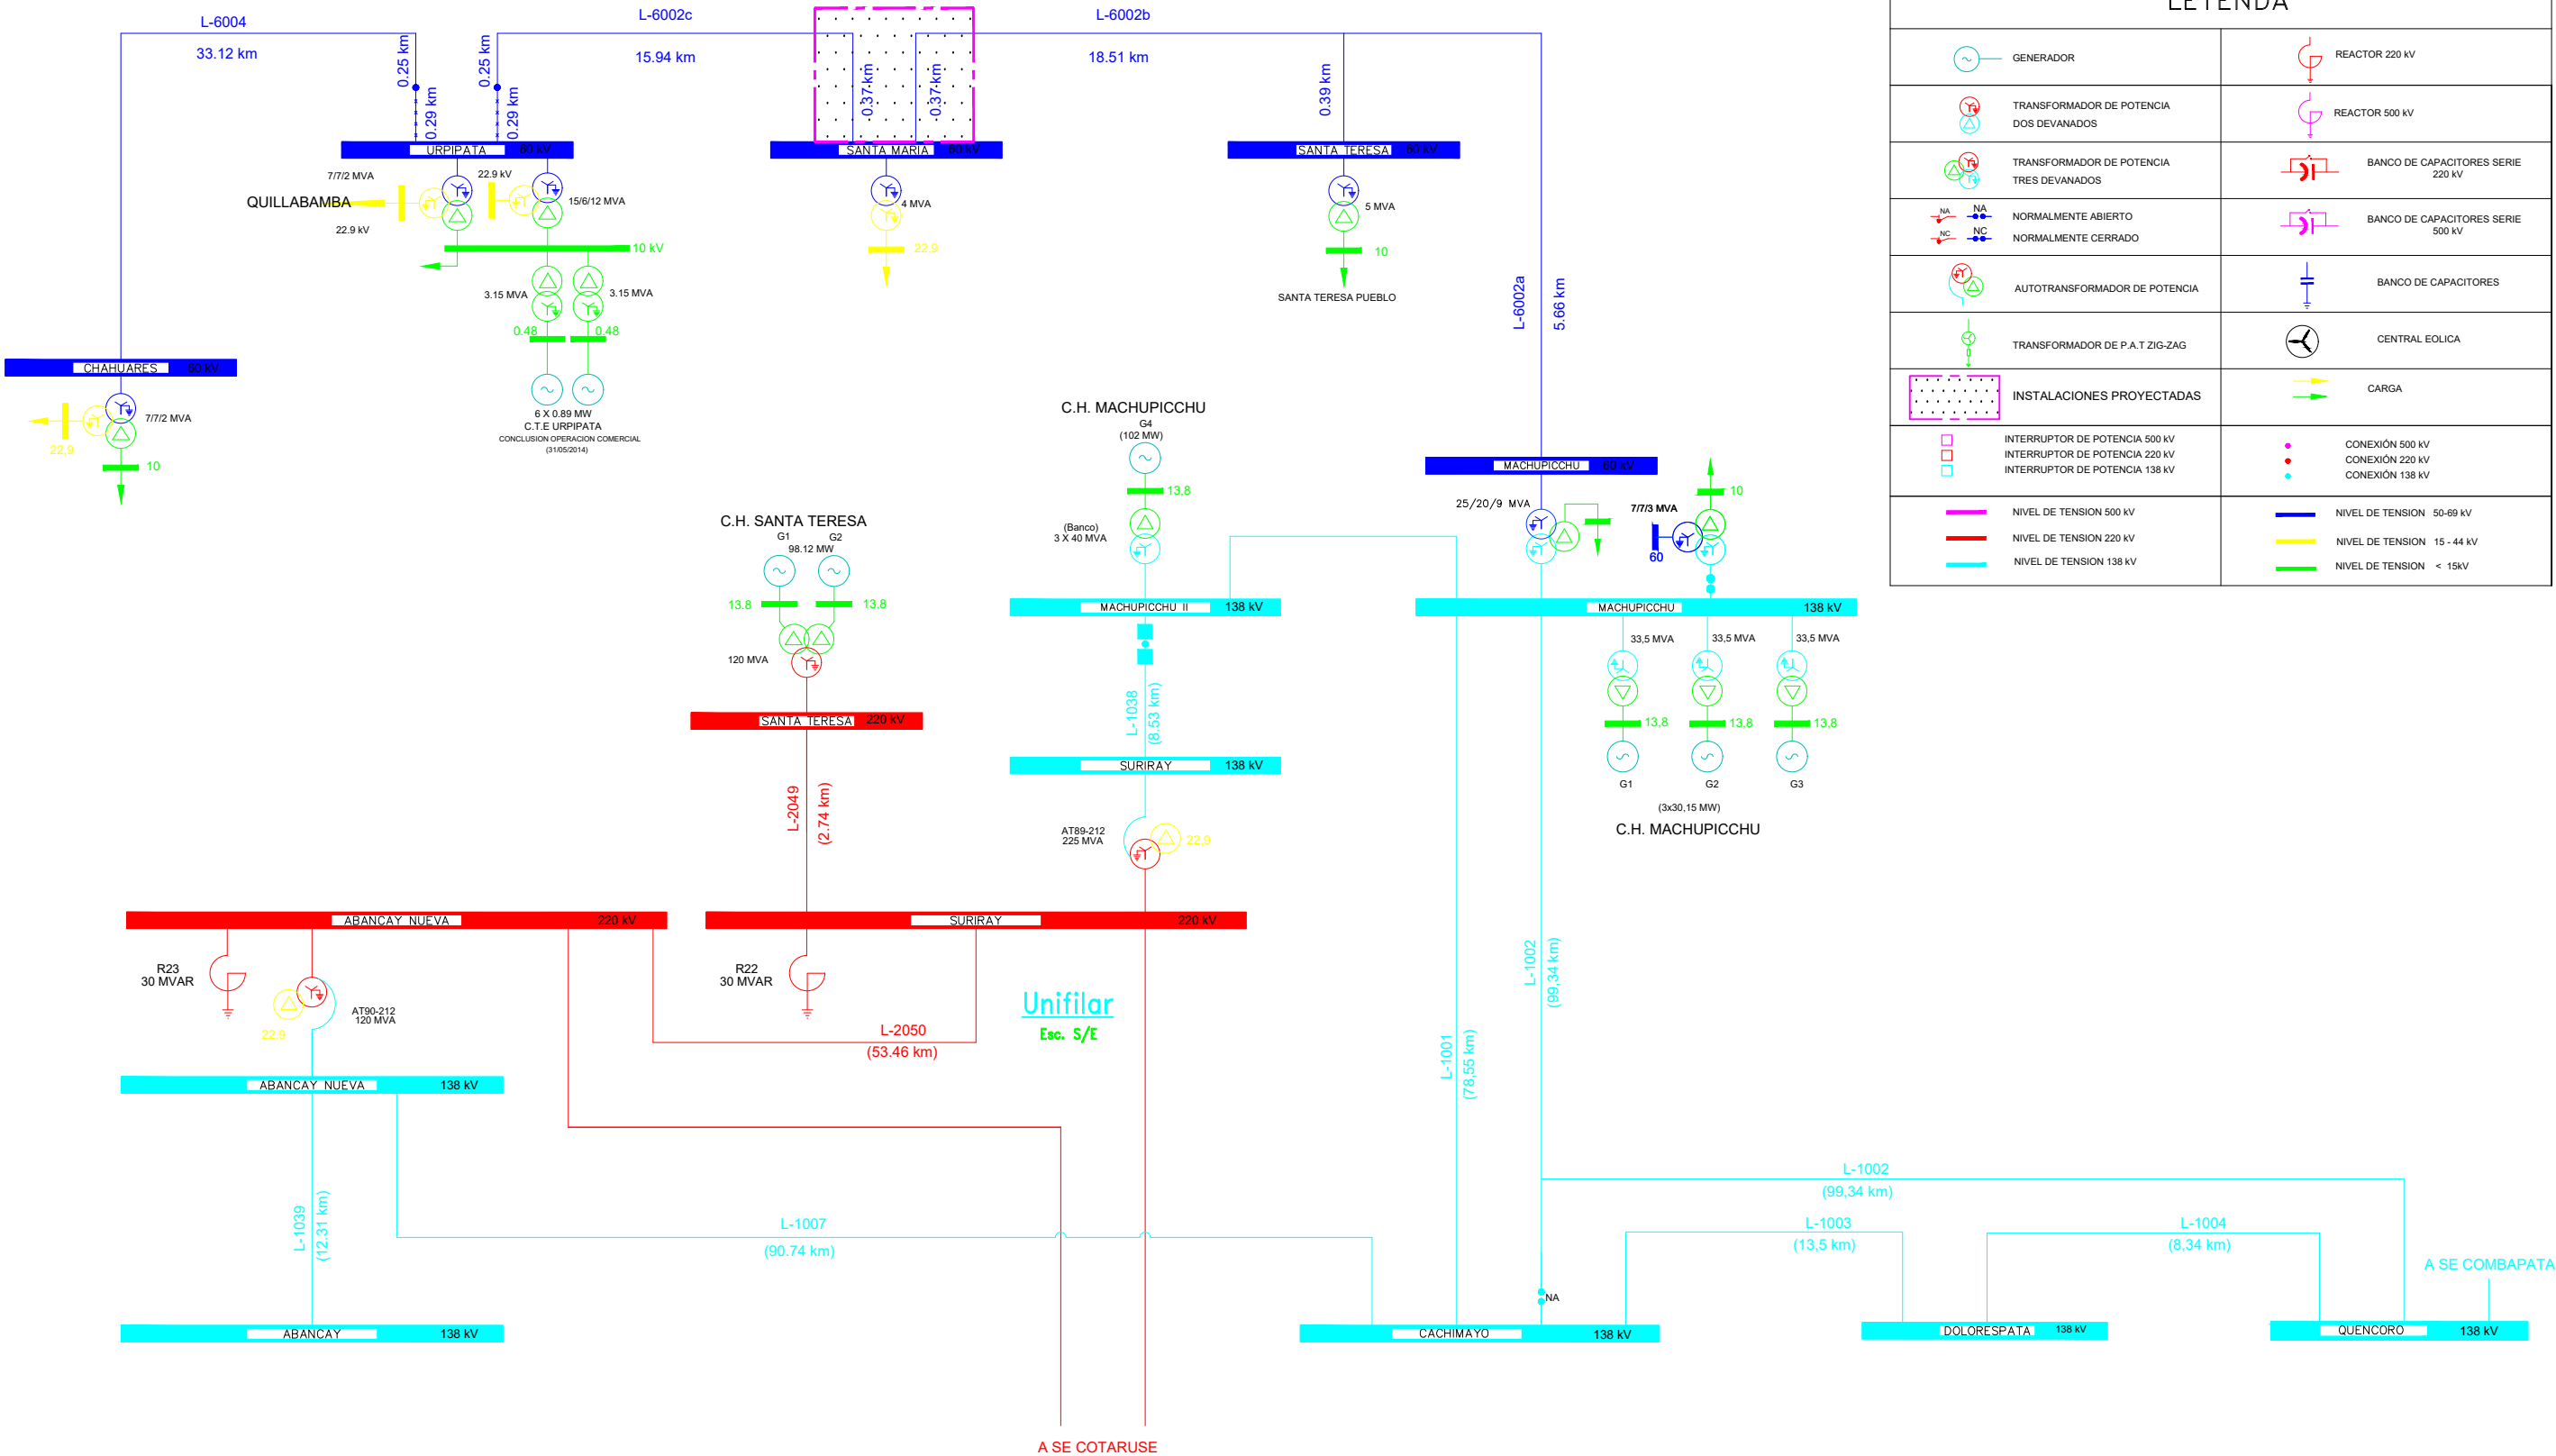 L-6004
33.12 km
0.25 km
0.29 km
L-6002c
15.94 km
0.25 km
0.29 km
0.37 km
0.37 km
L-6002b
18.51 km
0.39 km
URPIPATA 60 kV
SANTA MARIA 60 kV
SANTA TERESA 60 kV
7/7/2 MVA
22.9 kV
QUILLABAMBA
22.9 kV
15/6/12 MVA
10 kV
3.15 MVA
3.15 MVA
0.48
0.48
6 X 0.89 MW
C.T.E URPIPATA
CONCLUSION OPERACION COMERCIAL
(31/05/2014)
4 MVA
22,9
5 MVA
10
SANTA TERESA PUEBLO
L-6002a
5.66 km
CHAHUARES 60 kV
7/7/2 MVA
22,9
10
C.H. MACHUPICCHU
G4
(102 MW)
13,8
(Banco)
3 X 40 MVA
MACHUPICCHU II 138 kV
L-1038
(8.53 km)
SURIRAY 138 kV
AT89-212
225 MVA
22,9
C.H. SANTA TERESA
G1 G2
98.12 MW
13.8
13.8
120 MVA
SANTA TERESA 220 kV
L-2049
(2.74 km)
MACHUPICCHU 60 kV
25/20/9 MVA
7/7/3 MVA
10
60
MACHUPICCHU 138 kV
33,5 MVA
33,5 MVA
33,5 MVA
13,8
13,8
13,8
G1
G2
G3
(3x30,15 MW)
C.H. MACHUPICCHU
ABANCAY NUEVA 220 kV
SURIRAY 220 kV
R23
30 MVAR
AT90-212
120 MVA
22,9
R22
30 MVAR
L-2050
(53.46 km)
Unifilar
Esc. S/E
ABANCAY NUEVA 138 kV
L-1039
(12.31 km)
L-1007
(90.74 km)
L-1001
(78,55 km)
L-1002
(99,34 km)
L-1002
(99,34 km)
L-1003
(13,5 km)
L-1004
(8,34 km)
A SE COMBAPATA
NA
ABANCAY 138 kV
CACHIMAYO 138 kV
DOLORESPATA 138 kV
QUENCORO 138 kV
A SE COTARUSE
LEYENDA
GENERADOR
REACTOR 220 kV
TRANSFORMADOR DE POTENCIA
DOS DEVANADOS
REACTOR 500 kV
TRANSFORMADOR DE POTENCIA
TRES DEVANADOS
BANCO DE CAPACITORES SERIE
220 kV
NA NA NORMALMENTE ABIERTO
NC NC NORMALMENTE CERRADO
BANCO DE CAPACITORES SERIE
500 kV
AUTOTRANSFORMADOR DE POTENCIA
BANCO DE CAPACITORES
TRANSFORMADOR DE P.A.T ZIG-ZAG
CENTRAL EOLICA
INSTALACIONES PROYECTADAS
CARGA
INTERRUPTOR DE POTENCIA 500 kV
INTERRUPTOR DE POTENCIA 220 kV
INTERRUPTOR DE POTENCIA 138 kV
CONEXIÓN 500 kV
CONEXIÓN 220 kV
CONEXIÓN 138 kV
NIVEL DE TENSION 500 kV
NIVEL DE TENSION 220 kV
NIVEL DE TENSION 138 kV
NIVEL DE TENSION 50-69 kV
NIVEL DE TENSION 15 - 44 kV
NIVEL DE TENSION < 15kV